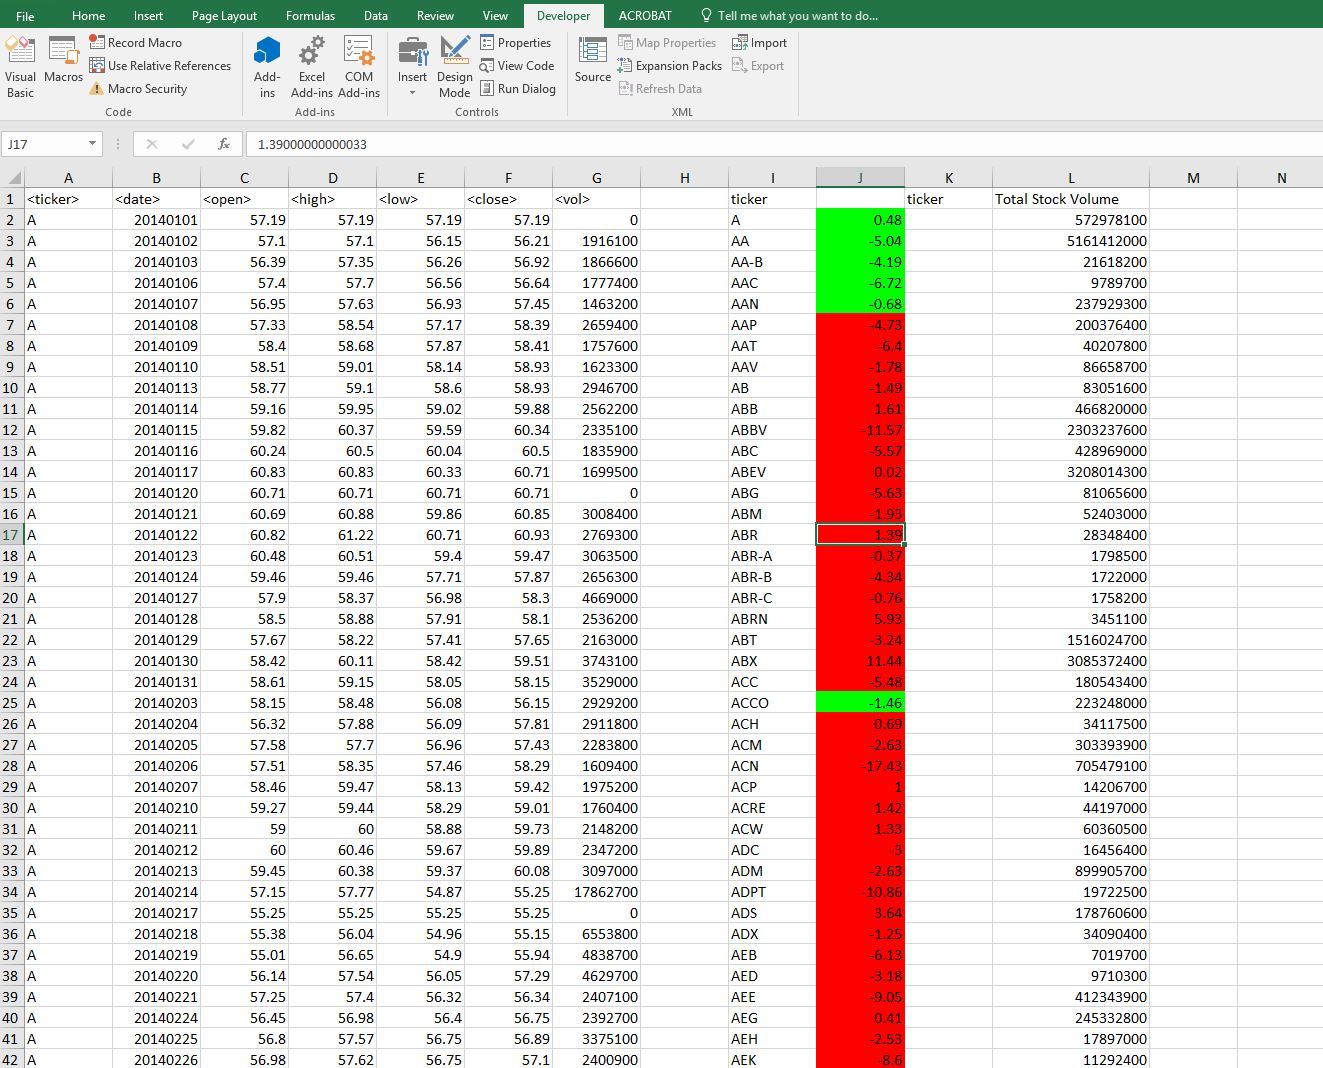 File Home Insert Page Layout Formulas Data Review View Developer ACROBAT Tell me what you want to do...
Visual Basic
Macros
Record Macro
Use Relative References
Macro Security
Code
Add-ins
Excel Add-ins
COM Add-ins
Add-ins
Insert
Design Mode
Properties
View Code
Run Dialog
Controls
Source
Map Properties
Expansion Packs
Refresh Data
Import
Export
XML
J17 fx 1.39000000000033
A B C D E F G H I J K L M N
1 <ticker> <date> <open> <high> <low> <close> <vol> ticker ticker Total Stock Volume
2 A 20140101 57.19 57.19 57.19 57.19 0 A 0.48 572978100
3 A 20140102 57.1 57.1 56.15 56.21 1916100 AA -5.04 5161412000
4 A 20140103 56.39 57.35 56.26 56.92 1866600 AA-B -4.19 21618200
5 A 20140106 57.4 57.7 56.56 56.64 1777400 AAC -6.72 9789700
6 A 20140107 56.95 57.63 56.93 57.45 1463200 AAN -0.68 237929300
7 A 20140108 57.33 58.54 57.17 58.39 2659400 AAP -4.73 200376400
8 A 20140109 58.4 58.68 57.87 58.41 1757600 AAT -6.4 40207800
9 A 20140110 58.51 59.01 58.14 58.93 1623300 AAV -1.78 86658700
10 A 20140113 58.77 59.1 58.6 58.93 2946700 AB -1.49 83051600
11 A 20140114 59.16 59.95 59.02 59.88 2562200 ABB 1.61 466820000
12 A 20140115 59.82 60.37 59.59 60.34 2335100 ABBV -11.57 2303237600
13 A 20140116 60.24 60.5 60.04 60.5 1835900 ABC -5.57 428969000
14 A 20140117 60.83 60.83 60.33 60.71 1699500 ABEV 0.02 3208014300
15 A 20140120 60.71 60.71 60.71 60.71 0 ABG -5.63 81065600
16 A 20140121 60.69 60.88 59.86 60.85 3008400 ABM -1.93 52403000
17 A 20140122 60.82 61.22 60.71 60.93 2769300 ABR 1.39 28348400
18 A 20140123 60.48 60.51 59.4 59.47 3063500 ABR-A -0.37 1798500
19 A 20140124 59.46 59.46 57.71 57.87 2656300 ABR-B -4.34 1722000
20 A 20140127 57.9 58.37 56.98 58.3 4669000 ABR-C -0.76 1758200
21 A 20140128 58.5 58.88 57.91 58.1 2536200 ABRN 5.93 3451100
22 A 20140129 57.67 58.22 57.41 57.65 2163000 ABT -3.24 1516024700
23 A 20140130 58.42 60.11 58.42 59.51 3743100 ABX 11.44 3085372400
24 A 20140131 58.61 59.15 58.05 58.15 3529000 ACC -5.48 180543400
25 A 20140203 58.15 58.48 56.08 56.15 2929200 ACCO -1.46 223248000
26 A 20140204 56.32 57.88 56.09 57.81 2911800 ACH 0.69 34117500
27 A 20140205 57.58 57.7 56.96 57.43 2283800 ACM -2.63 303393900
28 A 20140206 57.51 58.35 57.46 58.29 1609400 ACN -17.43 705479100
29 A 20140207 58.46 59.47 58.13 59.42 1975200 ACP 1 14206700
30 A 20140210 59.27 59.44 58.29 59.01 1760400 ACRE 1.42 44197000
31 A 20140211 59 60 58.88 59.73 2148200 ACW 1.33 60360500
32 A 20140212 60 60.46 59.67 59.89 2347200 ADC -3 16456400
33 A 20140213 59.45 60.38 59.37 60.08 3097000 ADM -2.63 899905700
34 A 20140214 57.15 57.77 54.87 55.25 17862700 ADPT -10.86 19722500
35 A 20140217 55.25 55.25 55.25 55.25 0 ADS 3.64 178760600
36 A 20140218 55.38 56.04 54.96 55.15 6553800 ADX -1.25 34090400
37 A 20140219 55.01 56.65 54.9 55.94 4838700 AEB -6.13 7019700
38 A 20140220 56.14 57.54 56.05 57.29 4629700 AED -3.18 9710300
39 A 20140221 57.25 57.4 56.32 56.34 2407100 AEE -9.05 412343900
40 A 20140224 56.45 56.98 56.4 56.75 2392700 AEG 0.41 245332800
41 A 20140225 56.8 57.57 56.75 56.89 3375100 AEH -2.53 17897000
42 A 20140226 56.98 57.62 56.75 57.1 2400900 AEK -8.6 11292400